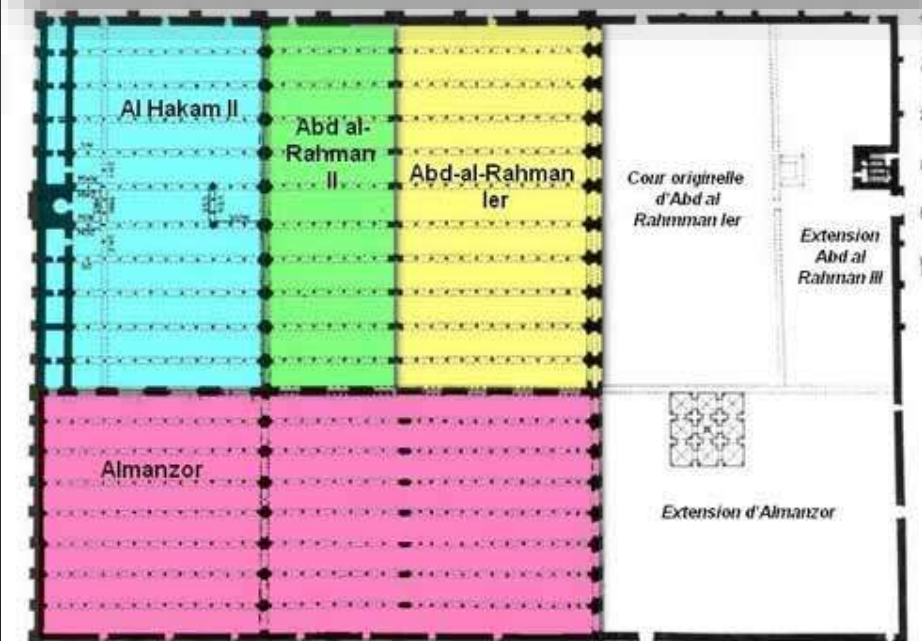 Al Hakam II
Abd al-
Rahman
II
Abd-al-Rahman
Ier
Cour originelle
d'Abd al
Rahmman Ier
Extension
Abd al
Rahman III
Almanzor
Extension d'Almanzor